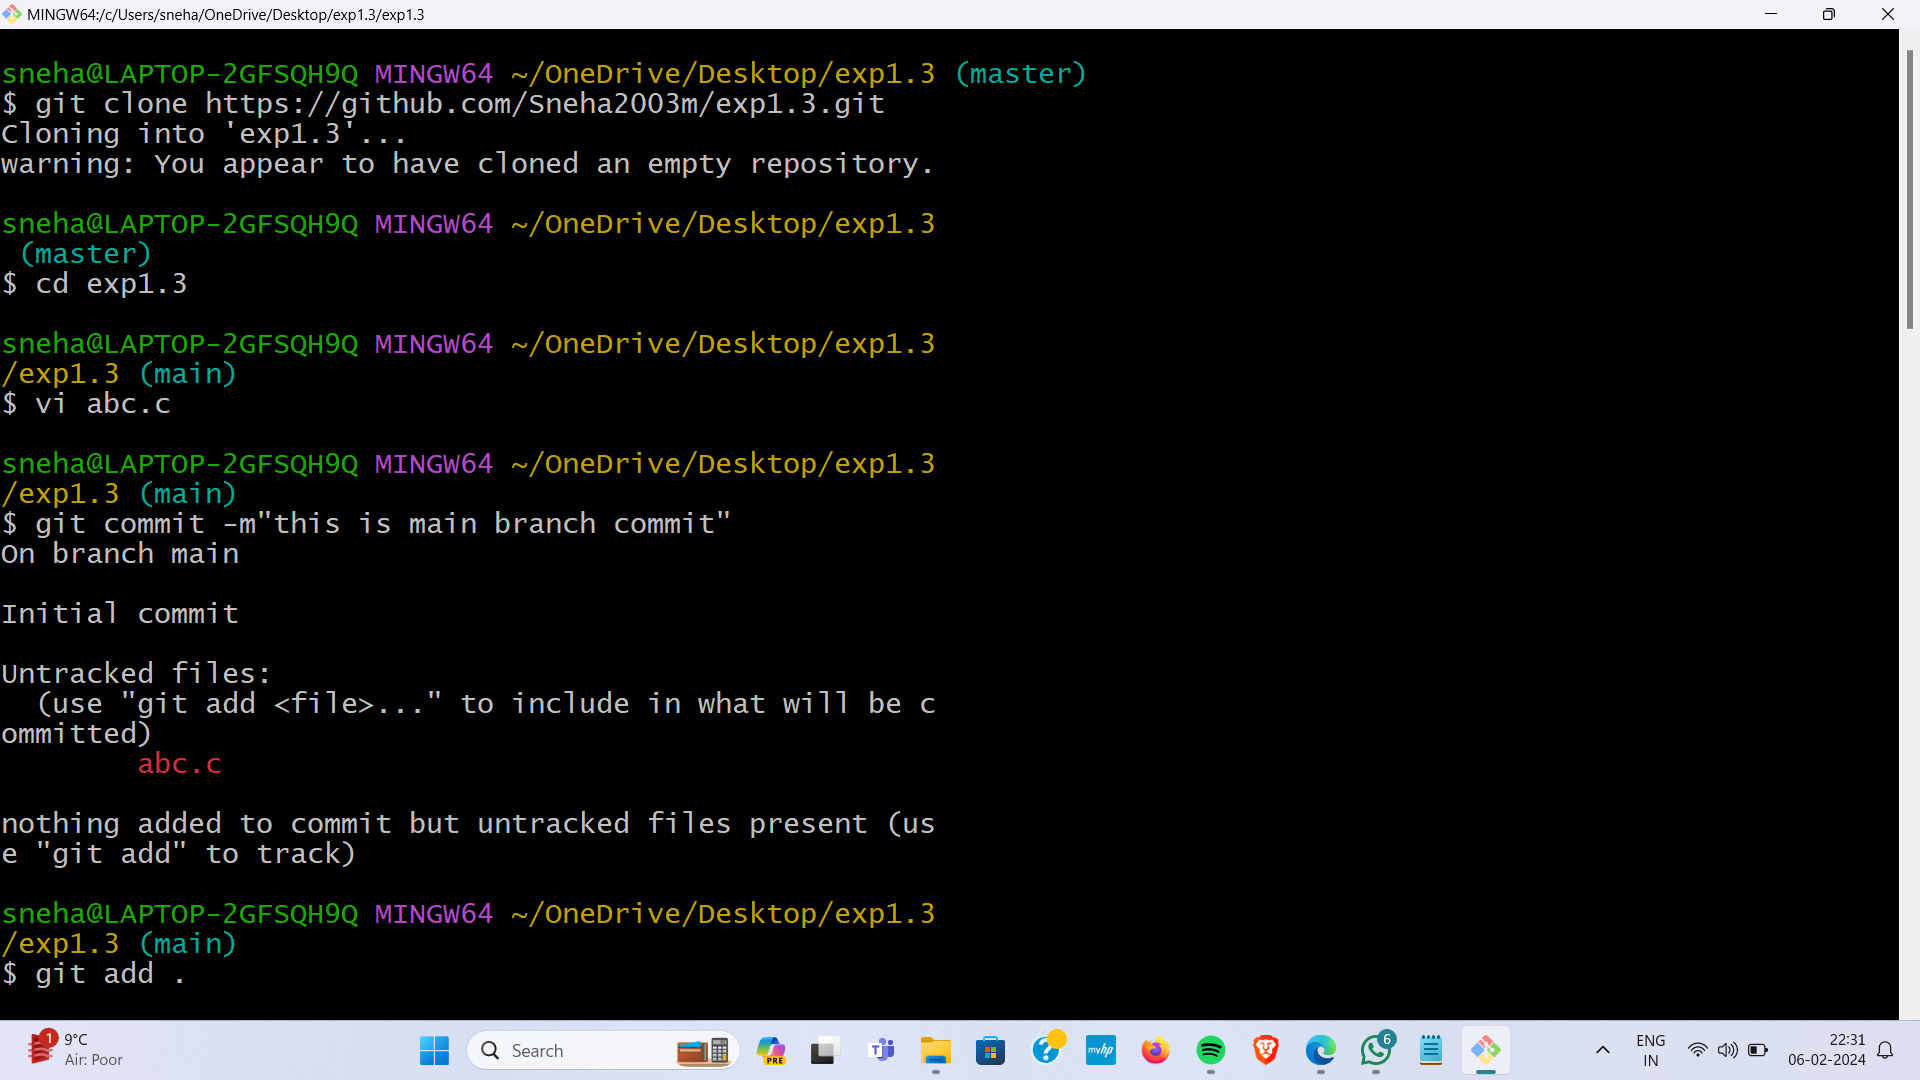 MINGW64:/c/Users/sneha/OneDrive/Desktop/exp1.3/exp1.3
sneha@LAPTOP-2GFSQH9Q MINGW64 ~/OneDrive/Desktop/exp1.3 (master)
$ git clone https://github.com/Sneha2003m/exp1.3.git
Cloning into 'exp1.3'...
warning: You appear to have cloned an empty repository.
sneha@LAPTOP-2GFSQH9Q MINGW64 ~/OneDrive/Desktop/exp1.3
(master)
$ cd exp1.3
sneha@LAPTOP-2GFSQH9Q MINGW64 ~/OneDrive/Desktop/exp1.3
/exp1.3 (main)
$ vi abc.c
sneha@LAPTOP-2GFSQH9Q MINGW64 ~/OneDrive/Desktop/exp1.3
/exp1.3 (main)
$ git commit -m"this is main branch commit"
On branch main
Initial commit
Untracked files:
  (use "git add <file>..." to include in what will be c
ommitted)
        abc.c
nothing added to commit but untracked files present (us
e "git add" to track)
sneha@LAPTOP-2GFSQH9Q MINGW64 ~/OneDrive/Desktop/exp1.3
/exp1.3 (main)
$ git add .
1
9°C
Air: Poor
Search
PRE
T
?
myhp
6
ENG
IN
22:31
06-02-2024